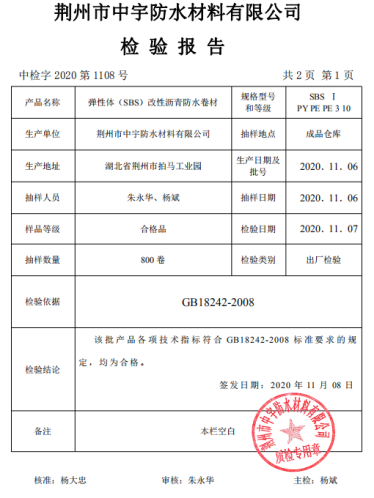 荆州市中宇防水材料有限公司
检 验 报 告
中检字 2020 第 1108 号 共 2 页 第 1 页
产品名称 弹性体（SBS）改性沥青防水卷材 规格型号和等级 SBS Ⅰ PY PE PE 3 10
生产单位 荆州市中宇防水材料有限公司 抽样地点 成品仓库
生产地址 湖北省荆州市拍马工业园 生产日期及批号 2020. 11. 06
抽样人员 朱永华、杨斌 抽样日期 2020. 11. 06
样品等级 合格品 检验日期 2020. 11. 07
抽样数量 800 卷 检验类别 出厂检验
检验依据 GB18242-2008
检验结论 该批产品各项技术指标符合 GB18242-2008 标准要求的规
定，均为合格。
签发日期：2020 年 11 月 08 日
备注 本栏空白
荆州市中宇防水材料有限公司
质检专用章
核准：杨大忠 审核：朱永华 主检：杨斌